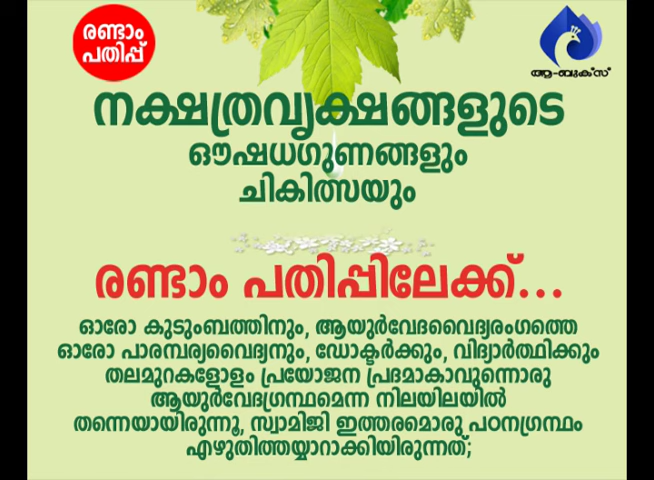 രണ്ടാം
പതിപ്പ്
ആ-ബുക്സ്
നക്ഷത്രവൃക്ഷങ്ങളുടെ
ഔഷധഗുണങ്ങളും
ചികിത്സയും
രണ്ടാം പതിപ്പിലേക്ക്...
ഓരോ കുടുംബത്തിനും, ആയുർവേദവൈദ്യരംഗത്തെ
ഓരോ പാരമ്പര്യവൈദ്യനും, ഡോക്ടർക്കും, വിദ്യാർത്ഥിക്കും
തലമുറകളോളം പ്രയോജന പ്രദമാകാവുന്നൊരു
ആയുർവേദഗ്രന്ഥമെന്ന നിലയിലയിൽ
തന്നെയായിരുന്നൂ, സ്വാമിജി ഇത്തരമൊരു പഠനഗ്രന്ഥം
എഴുതിത്തയ്യാറാക്കിയിരുന്നത്;